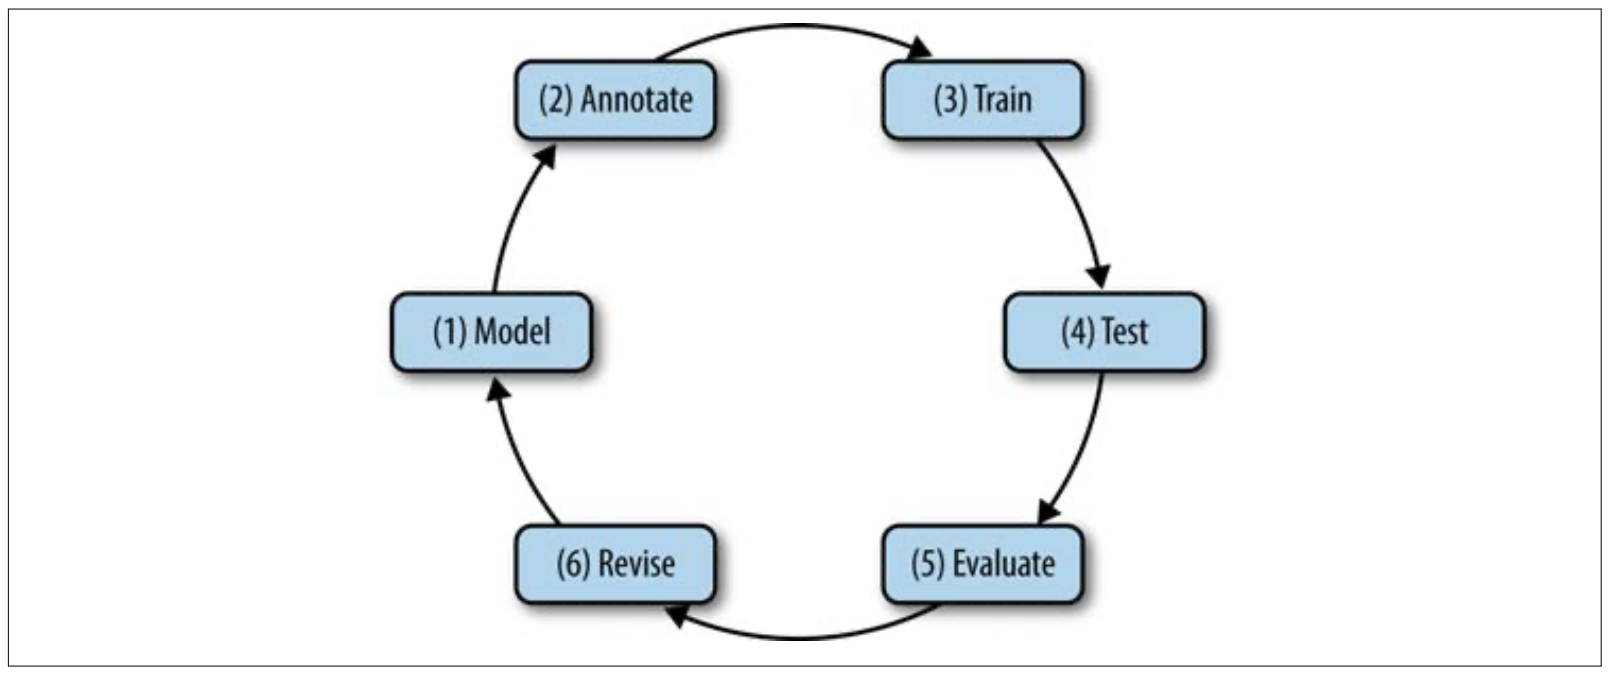 (1) Model
(2) Annotate
(3) Train
(4) Test
(5) Evaluate
(6) Revise